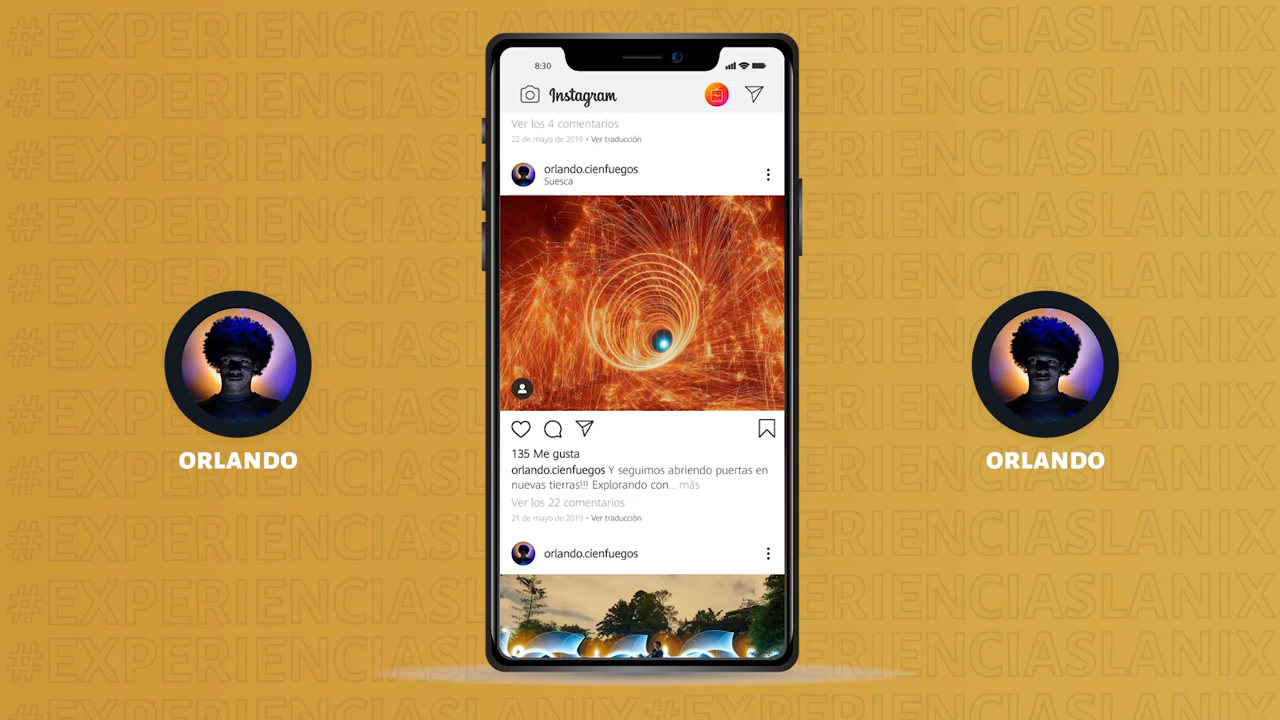 #EXPERIENCIASLANIX#EXPERIENCIASLANIX
8:30
Instagram
Ver los 4 comentarios
22 de mayo de 2019 • Ver traducción
orlando.cienfuegos
Suesca
135 Me gusta
orlando.cienfuegos Y seguimos abriendo puertas en
nuevas tierras!!! Explorando con... más
Ver los 22 comentarios
21 de mayo de 2019 • Ver traducción
orlando.cienfuegos
ORLANDO
ORLANDO